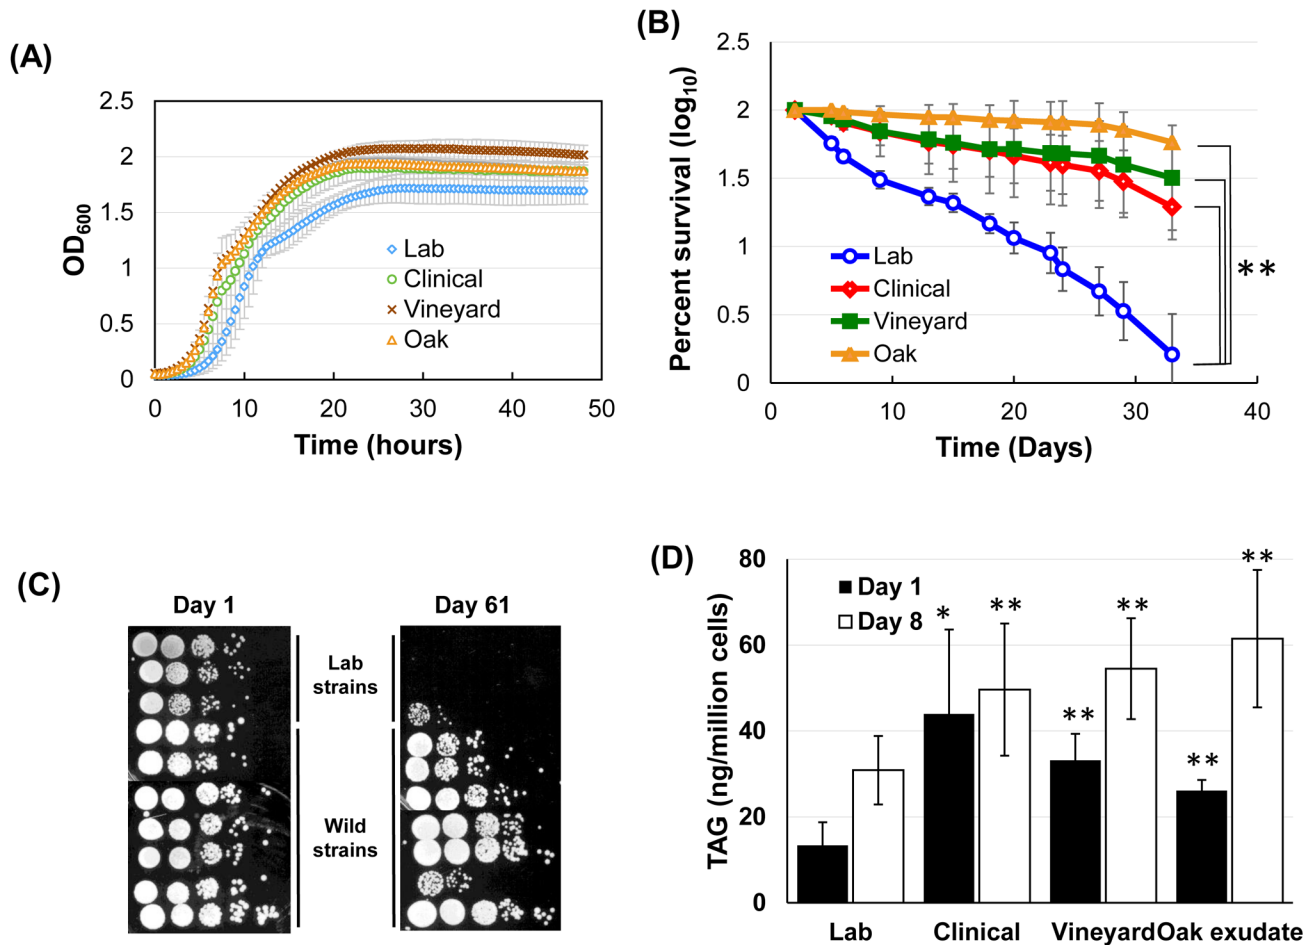 (A)
2.5
2
1.5
1
0.5
0
OD600
Lab
Clinical
Vineyard
Oak
0 10 20 30 40 50
Time (hours)
(B)
2.5
2
1.5
1
0.5
0
Percent survival (log10)
Lab
Clinical
Vineyard
Oak
**
0 10 20 30 40
Time (Days)
(C)
Day 1
Day 61
Lab
strains
Wild
strains
(D)
80
60
40
20
0
TAG (ng/million cells)
Day 1
Day 8
* ** ** ** ** **
Lab Clinical Vineyard Oak exudate